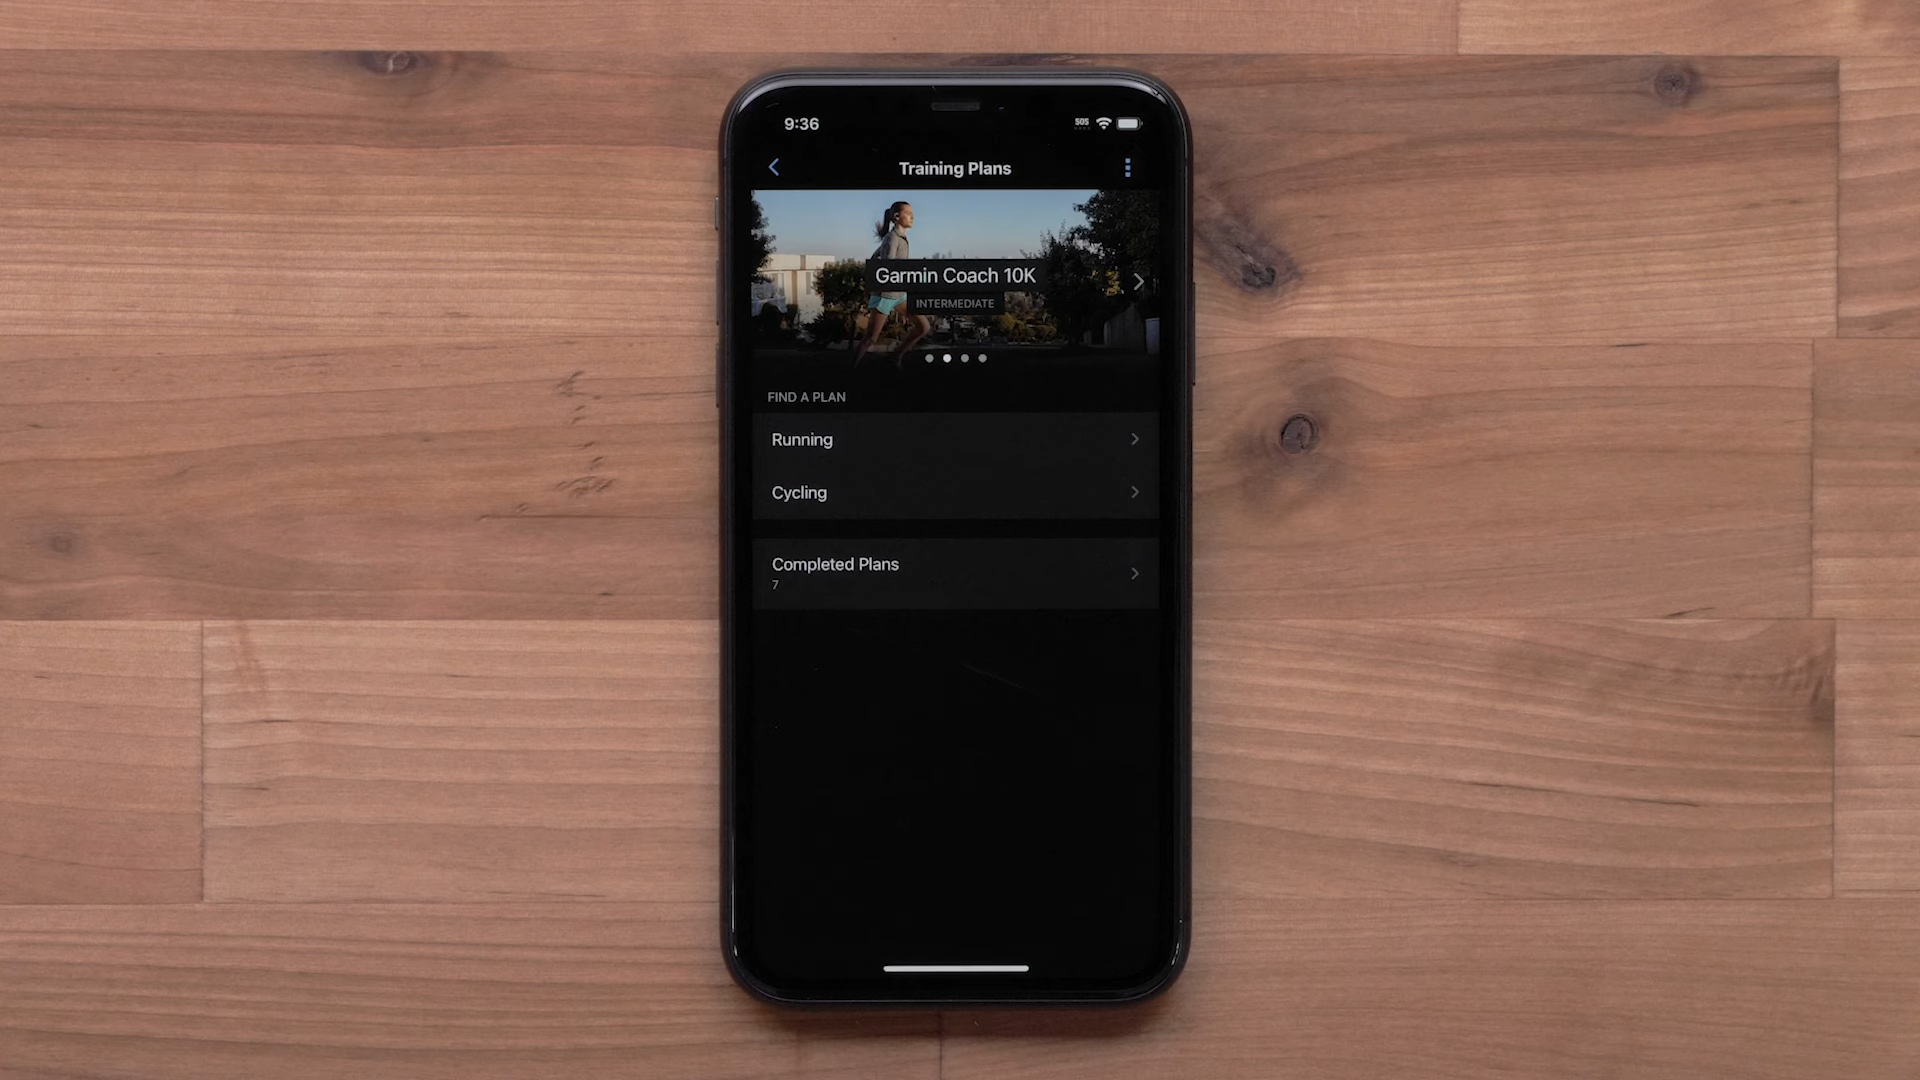 9:36
SOS
Training Plans
Garmin Coach 10K
INTERMEDIATE
FIND A PLAN
Running
Cycling
Completed Plans
7